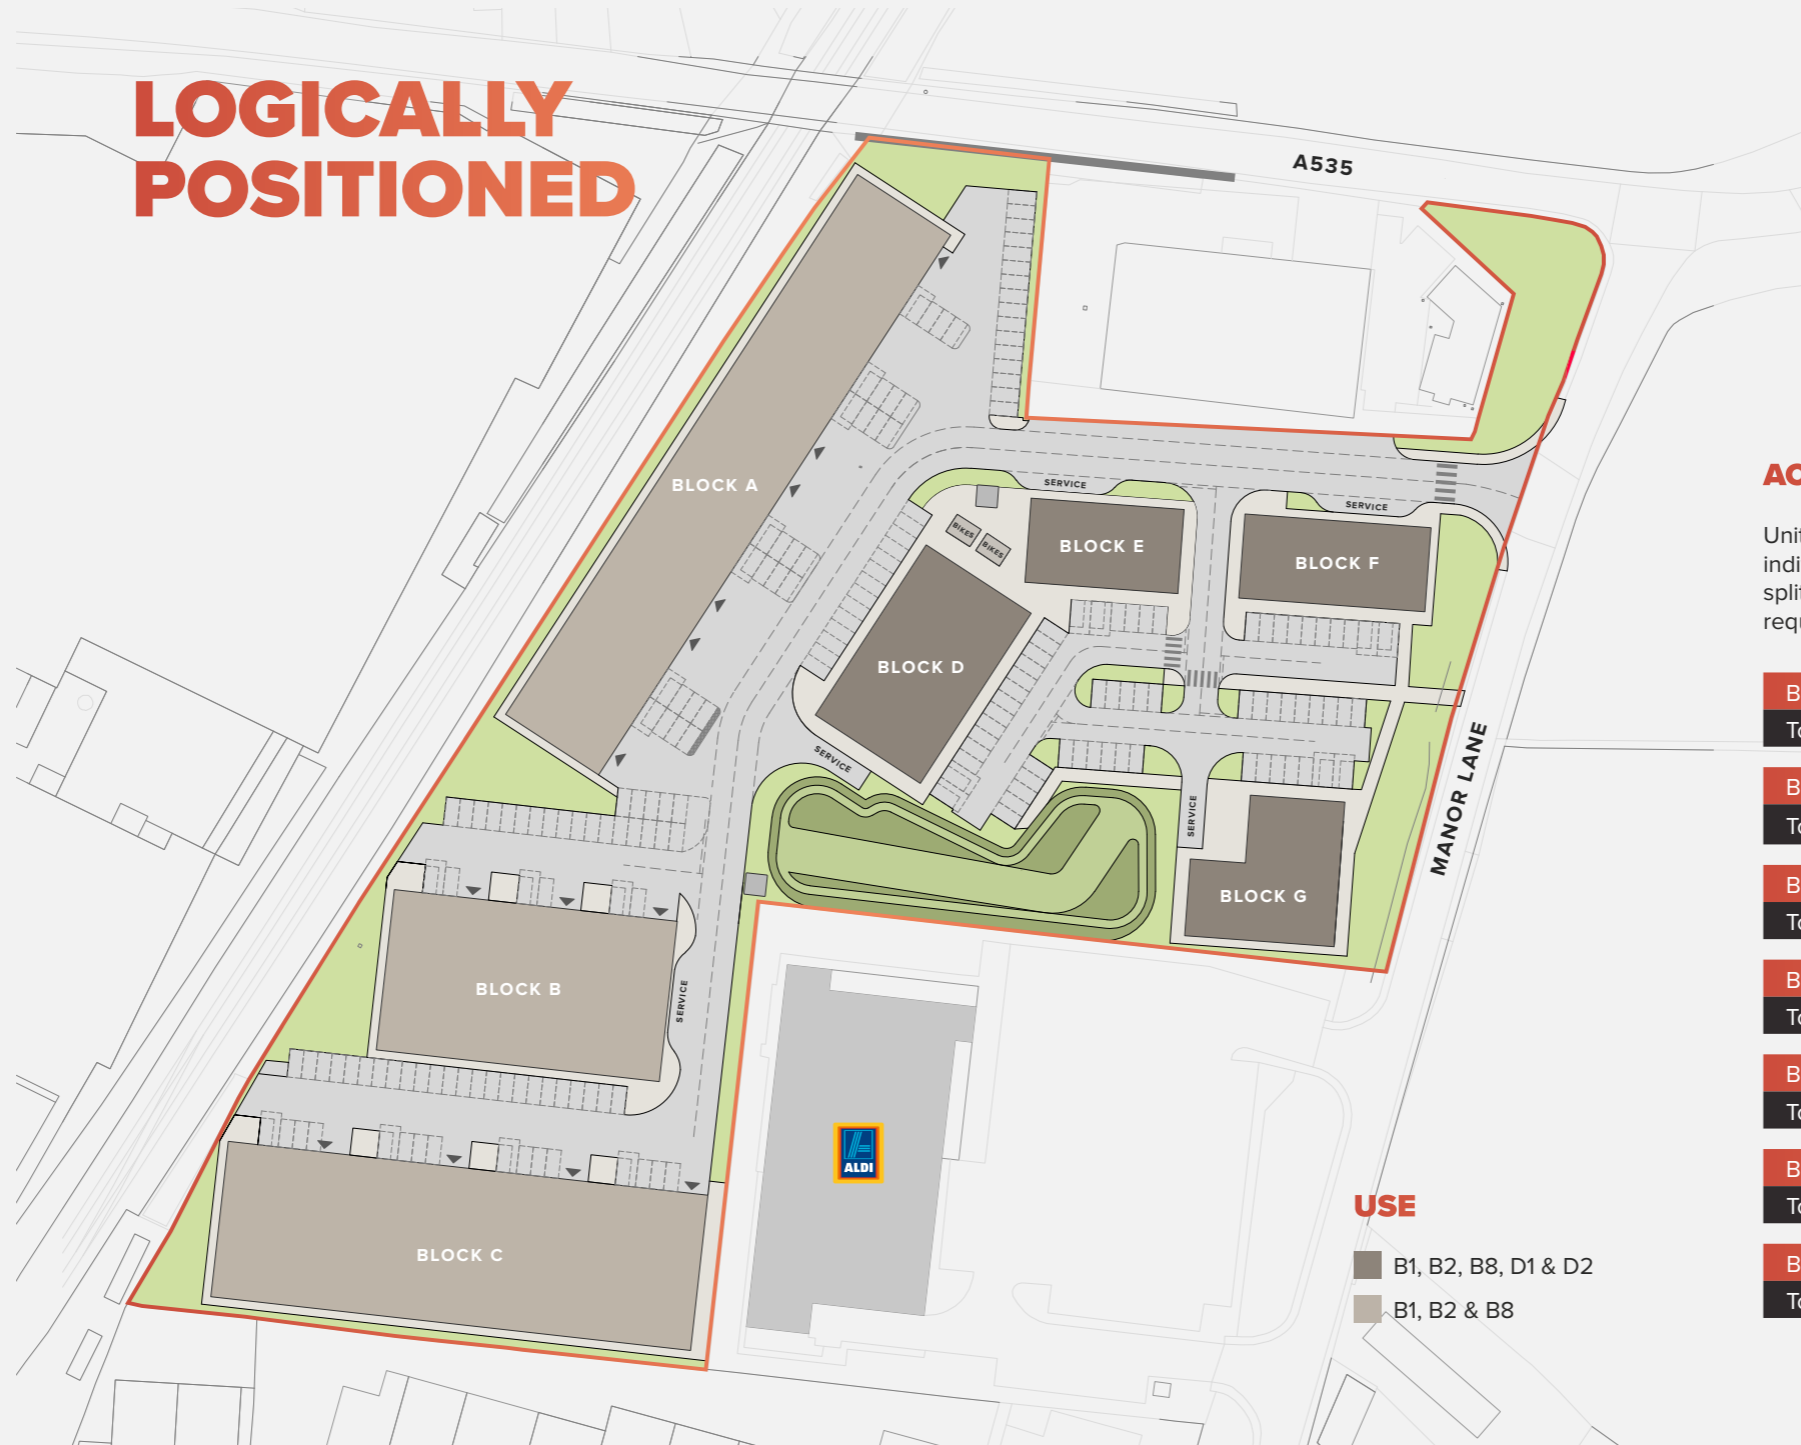 LOGICALLY
POSITIONED
A535
BLOCK A
SERVICE
SERVICE
BIKES
BIKES
BLOCK E
BLOCK F
BLOCK D
SERVICE
SERVICE
MANOR LANE
BLOCK G
BLOCK B
SERVICE
ALDI
BLOCK C
USE
B1, B2, B8, D1 & D2
B1, B2 & B8
B
B
B
B
B
B
B